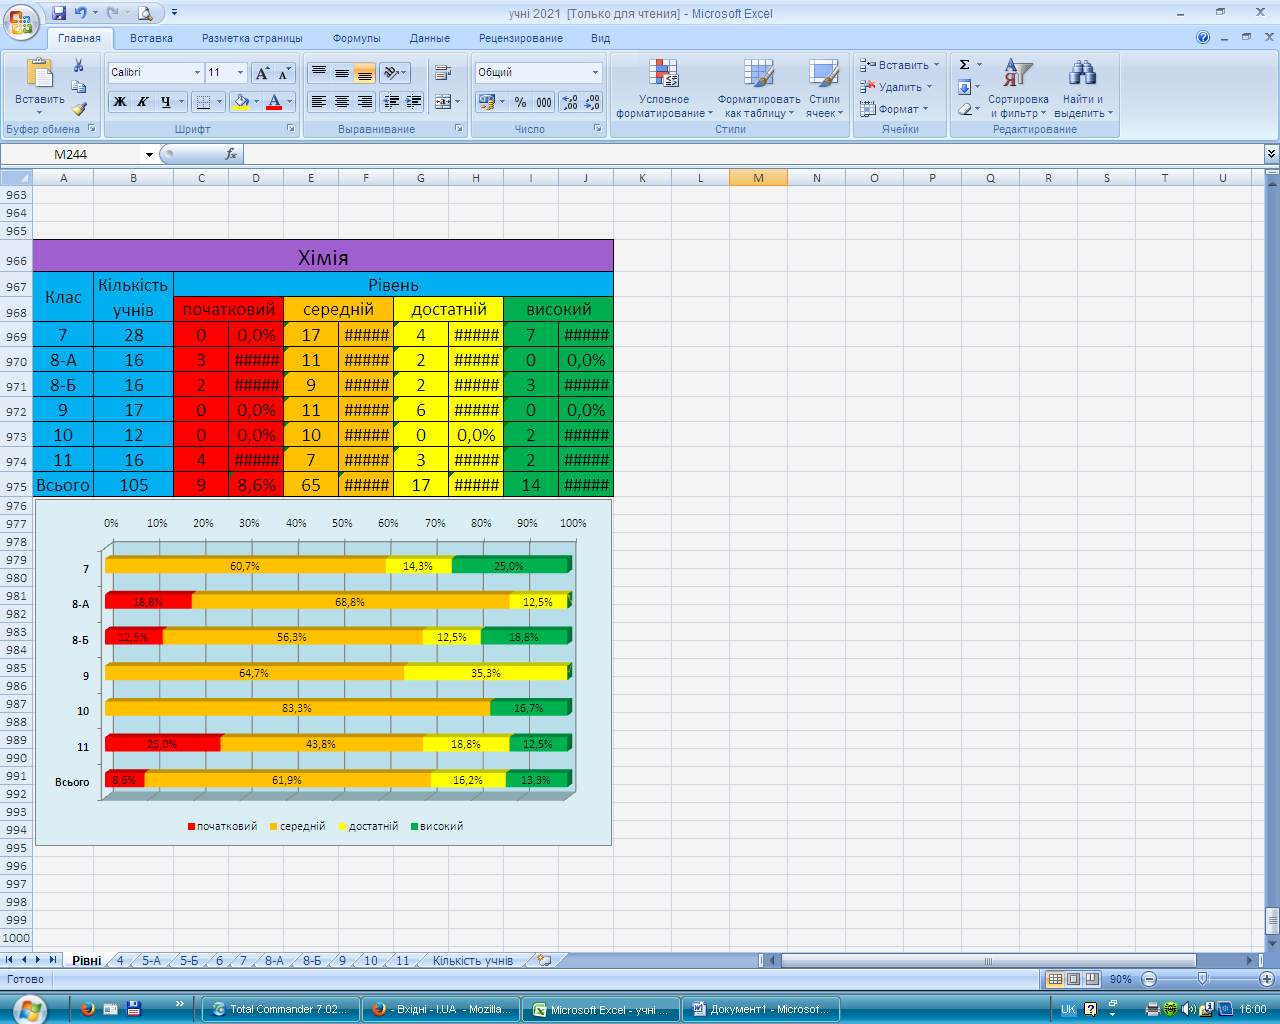 учні 2021 [Только для чтения] - Microsoft Excel
Главная Вставка Разметка страницы Формулы Данные Рецензирование Вид
Calibri 11 Общий
Вставить Ж К Ч % 000 Условное форматирование Форматировать как таблицу Стили ячеек Вставить Удалить Формат Σ Сортировка и фильтр Найти и выделить
Буфер обмена Шрифт Выравнивание Число Стили Ячейки Редактирование
M244 fx
A B C D E F G H I J K L M N O P Q R S T U
963
964
965
966 Хімія
967 Клас Кількість учнів Рівень
968 початковий середній достатній високий
969 7 28 0 0,0% 17 ##### 4 ##### 7 #####
970 8-А 16 3 ##### 11 ##### 2 ##### 0 0,0%
971 8-Б 16 2 ##### 9 ##### 2 ##### 3 #####
972 9 17 0 0,0% 11 ##### 6 ##### 0 0,0%
973 10 12 0 0,0% 10 ##### 0 0,0% 2 #####
974 11 16 4 ##### 7 ##### 3 ##### 2 #####
975 Всього 105 9 8,6% 65 ##### 17 ##### 14 #####
976
977 0% 10% 20% 30% 40% 50% 60% 70% 80% 90% 100%
978
979 7 60,7% 14,3% 25,0%
980
981 8-А 18,8% 68,8% 12,5%
982
983 8-Б 12,5% 56,3% 12,5% 18,8%
984
985 9 64,7% 35,3%
986
987 10 83,3% 16,7%
988
989 11 25,0% 43,8% 18,8% 12,5%
990
991 Всього 8,6% 61,9% 16,2% 13,3%
992
993
994 початковий середній достатній високий
995
996
997
998
999
1000
Рівні 4 5-А 5-Б 6 7 8-А 8-Б 9 10 11 Кількість учнів
Готово 90%
Total Commander 7.02... - Вхідні - I.UA - Mozilla... Microsoft Excel - учні ... Документ1 - Microsof... UK 16:00